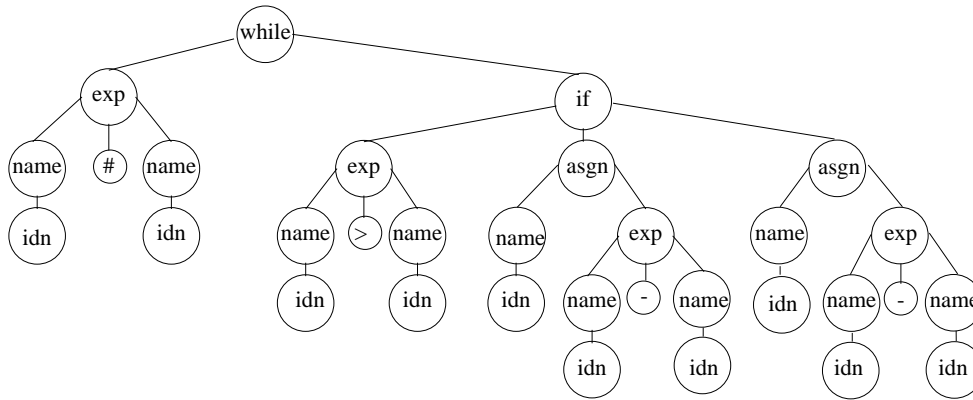 while
exp
if
name # name
exp asgn asgn
idn idn
name > name name exp name exp
idn idn idn name - name idn name - name
idn idn idn idn